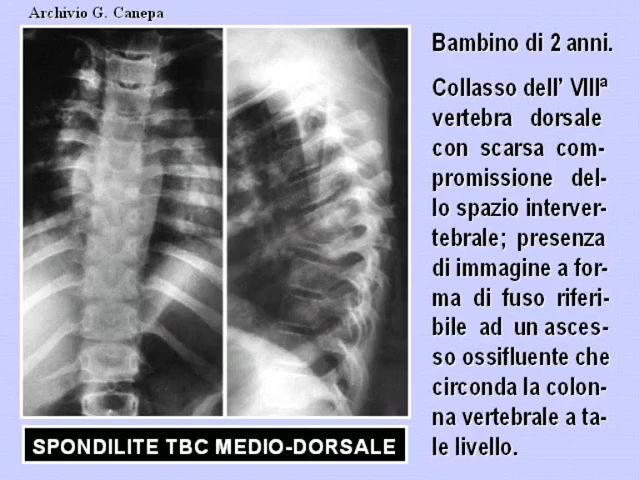 Archivio G. Canepa
Bambino di 2 anni.
Collasso dell' VIIIª
vertebra dorsale
con scarsa com-
promissione del-
lo spazio interver-
tebrale; presenza
di immagine a for-
ma di fuso riferi-
bile ad un asces-
so ossifluente che
circonda la colon-
na vertebrale a ta-
le livello.
SPONDILITE TBC MEDIO-DORSALE